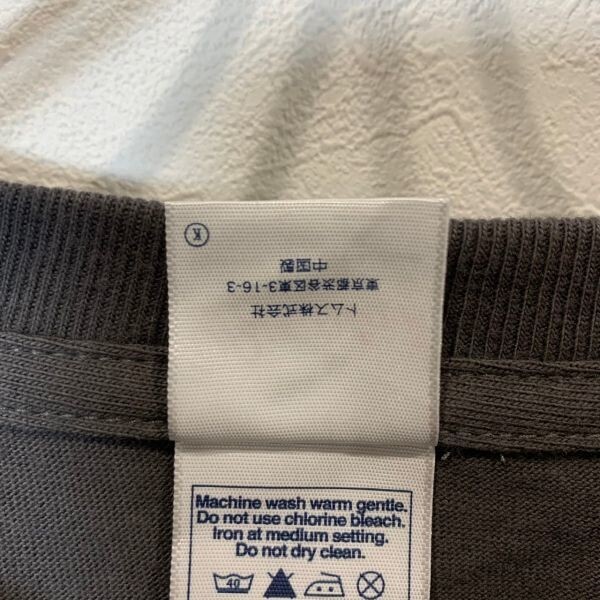 トムス株式会社
東京都渋谷区東3-16-3
中国製
K
Machine wash warm gentle.
Do not use chlorine bleach.
iron at medium setting.
Do not dry clean.
40